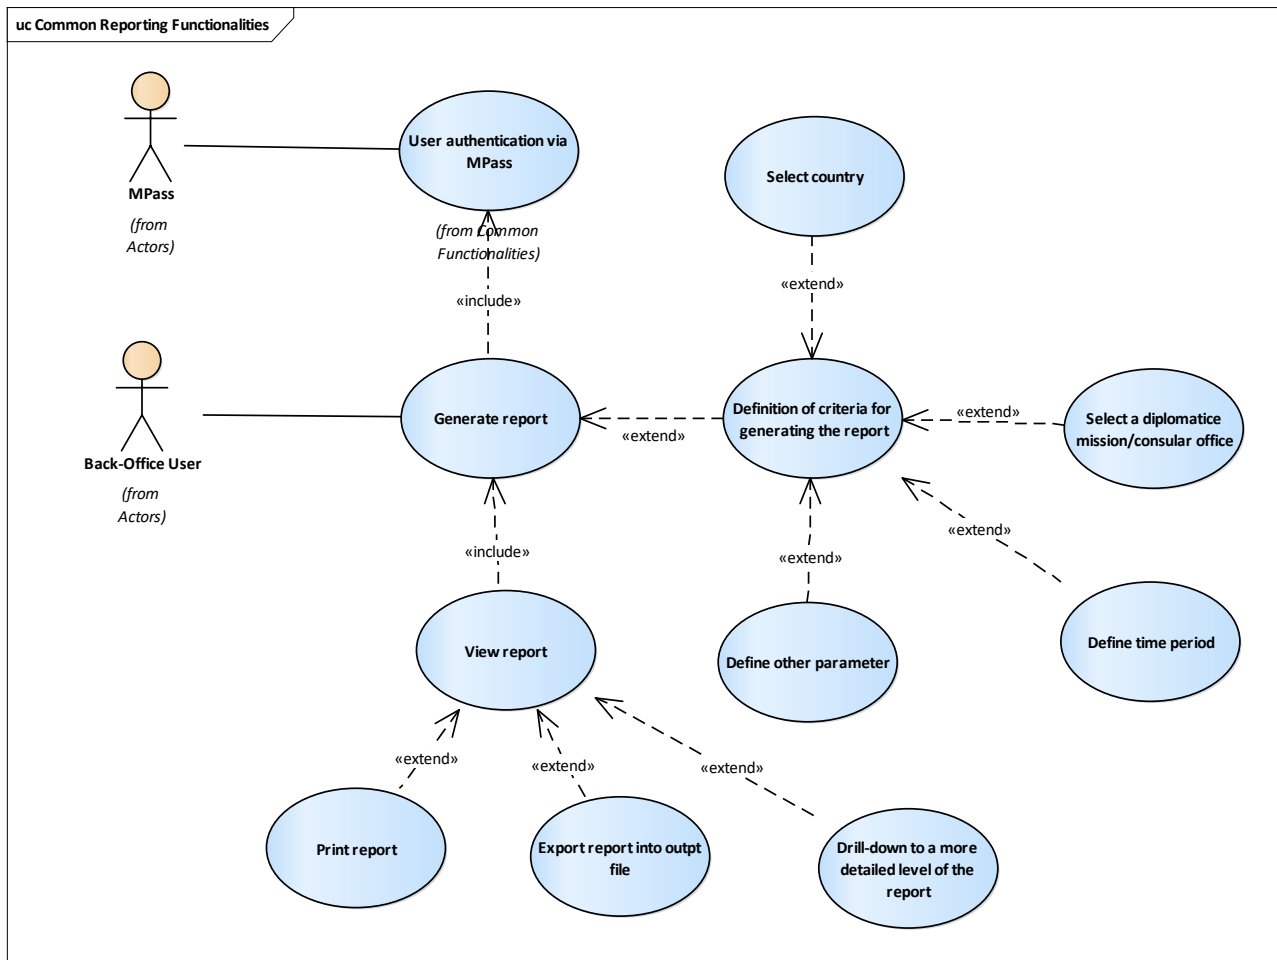 uc Common Reporting Functionalities
MPass
(from
Actors)
User authentication via
MPass
(from Common
Functionalities)
Select country
«extend»
«include»
Back-Office User
(from
Actors)
Generate report
«extend»
Definition of criteria for
generating the report
«extend»
Select a diplomatice
mission/consular office
«include»
«extend»
«extend»
View report
Define other parameter
Define time period
«extend»
«extend»
«extend»
Print report
Export report into outpt
file
Drill-down to a more
detailed level of the
report